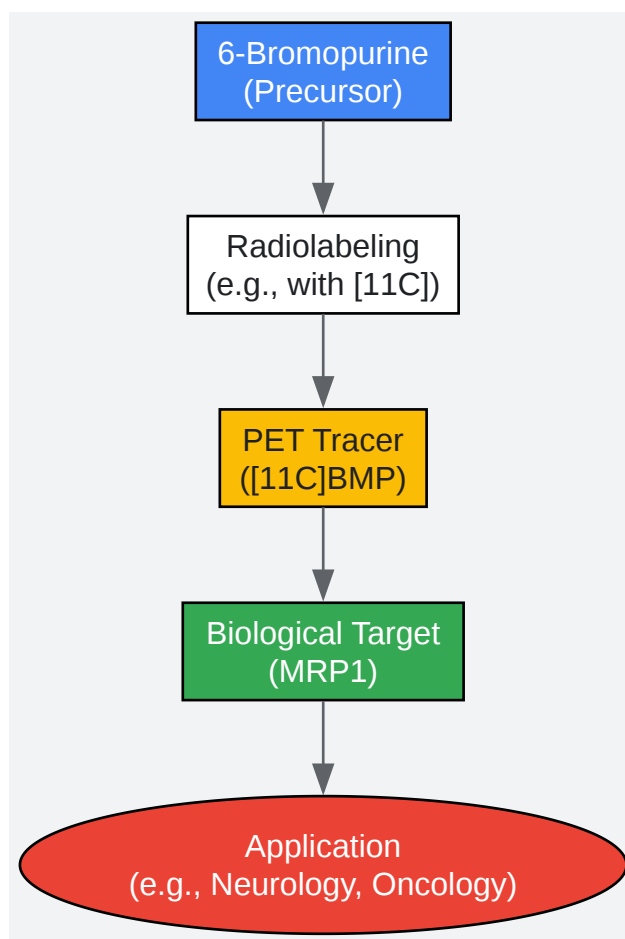 6-Bromopurine
(Precursor)
Radiolabeling
(e.g., with [11C])
PET Tracer
([11C]BMP)
Biological Target
(MRP1)
Application
(e.g., Neurology, Oncology)